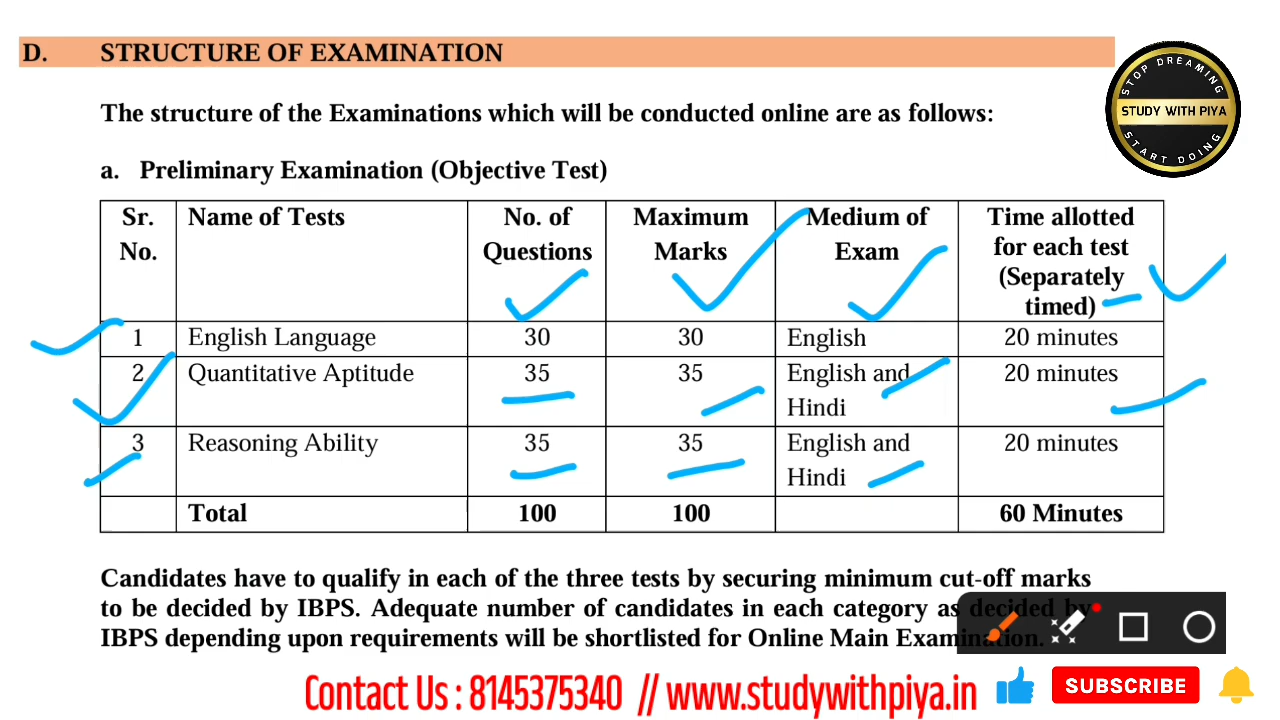 D. STRUCTURE OF EXAMINATION
STOP DREAMING
STUDY WITH PIYA
START DOING
The structure of the Examinations which will be conducted online are as follows:
a. Preliminary Examination (Objective Test)
Sr. No. Name of Tests No. of Questions Maximum Marks Medium of Exam Time allotted for each test (Separately timed)
1 English Language 30 30 English 20 minutes
2 Quantitative Aptitude 35 35 English and Hindi 20 minutes
3 Reasoning Ability 35 35 English and Hindi 20 minutes
Total 100 100 60 Minutes
Candidates have to qualify in each of the three tests by securing minimum cut-off marks
to be decided by IBPS. Adequate number of candidates in each category as decided by
IBPS depending upon requirements will be shortlisted for Online Main Examination.
Contact Us : 8145375340 // www.studywithpiya.in
SUBSCRIBE